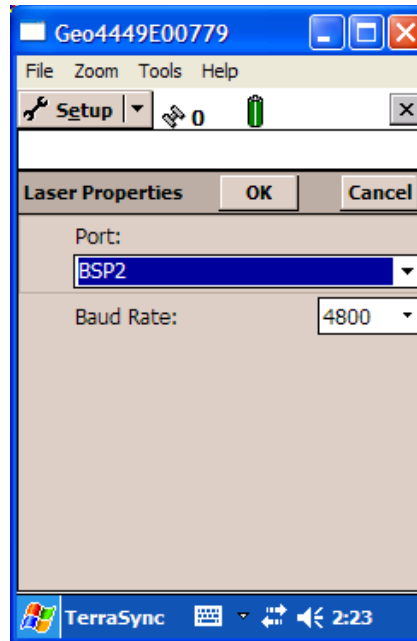 Geo4449E00779
File Zoom Tools Help
Setup 0
Laser Properties OK Cancel
Port:
BSP2
Baud Rate: 4800
TerraSync 2:23